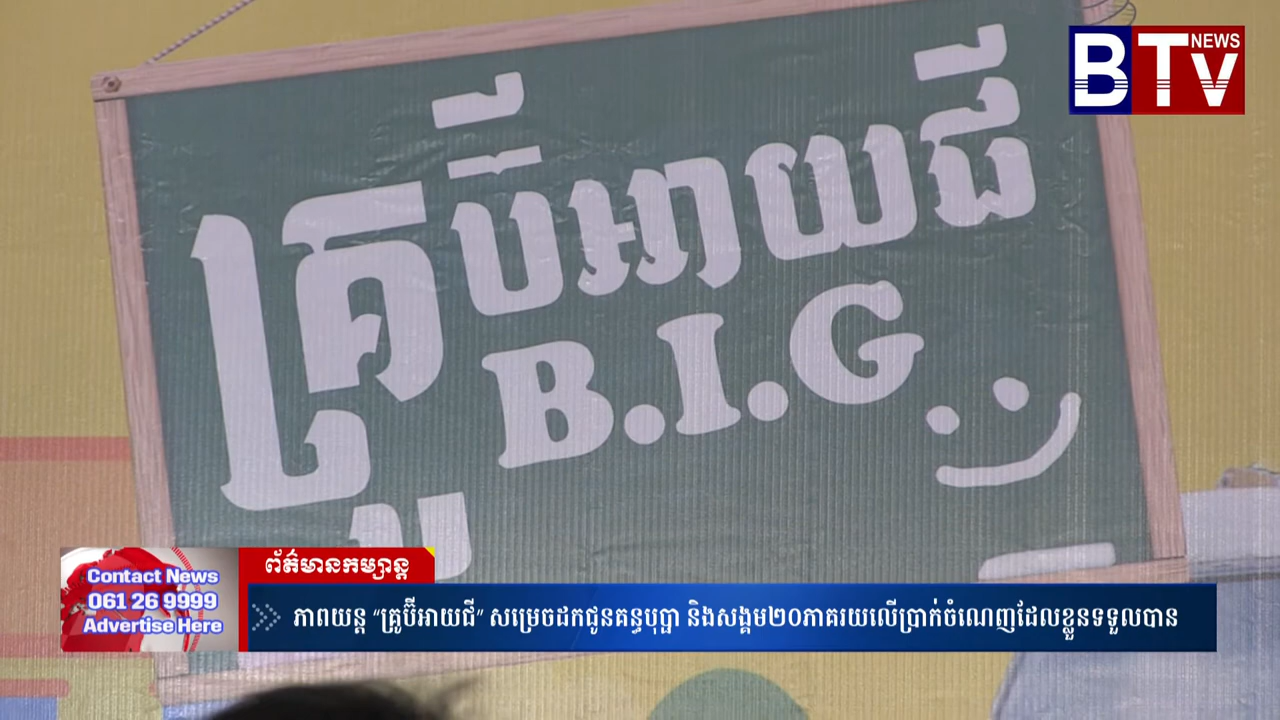 BTV NEWS
គ្រូប៊ីអាយជី
B.I.G
ព័ត៌មានកម្សាន្ត
Contact News
061 26 9999
Advertise Here
ភាពយន្ត “គ្រូប៊ីអាយជី” សម្រេចដកជូនគន្ធបុប្ផា និងសង្គម២០ភាគរយលើប្រាក់ចំណេញដែលខ្លួនទទួលបាន